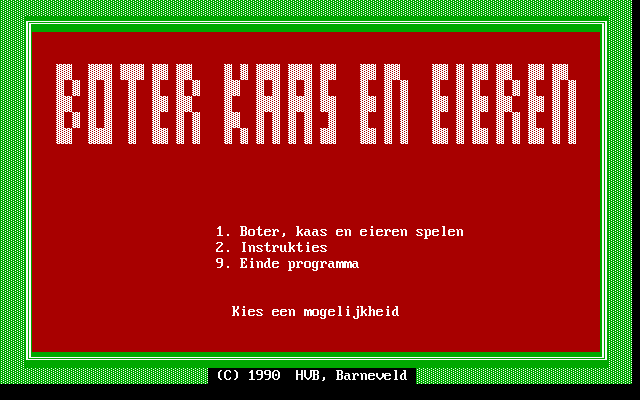 BOTER KAAS EN EIEREN
1. Boter, kaas en eieren spelen
2. Instrukties
9. Einde programma
Kies een mogelijkheid
(C) 1990  HVB, Barneveld